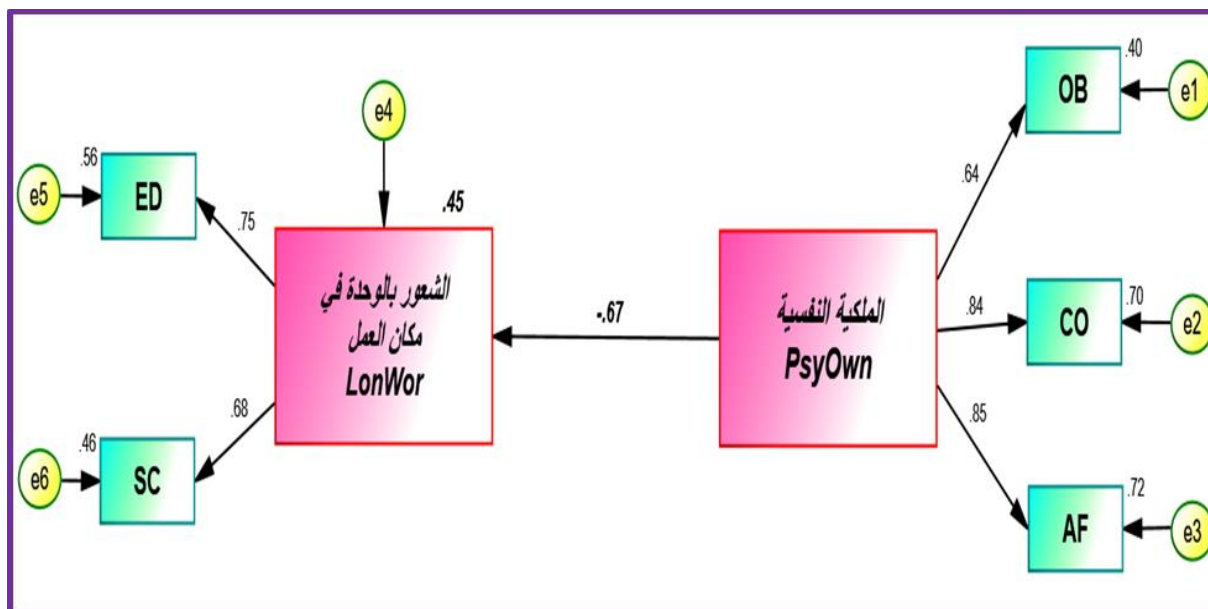 .40
OB
e1
e4
.56
ED
e5
.75
.64
.45
الشعور بالوحدة في
مكان العمل
LonWor
-.67
الملكية النفسية
PsyOwn
.84
.70
CO
e2
.68
.85
.46
SC
e6
.72
AF
e3